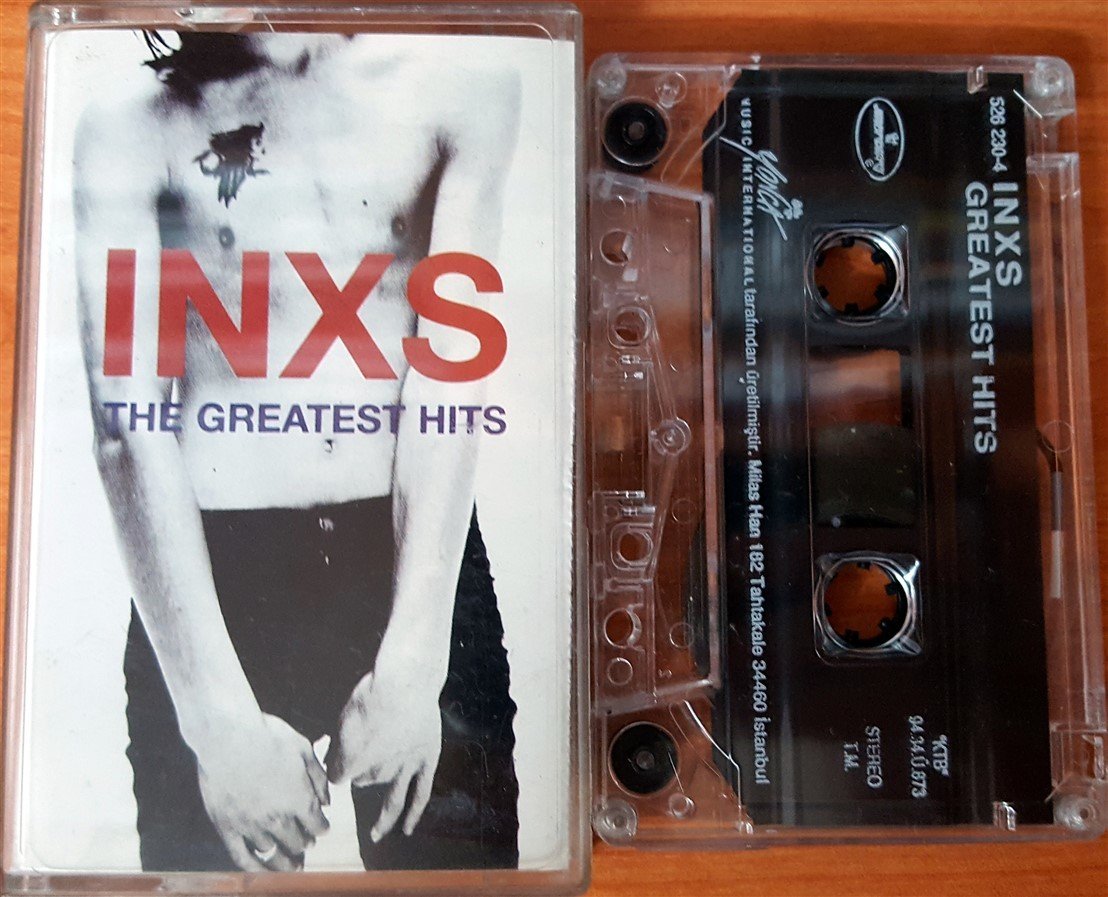 INXS
THE GREATEST HITS
526 230-4 INXS
GREATEST HITS
YONCA
MUSIC INTERNATIONAL tarafından üretilmiştir. Milas Han 182 Tahtakale 34460 İstanbul
"KTB"
94.34.Ü.873
STEREO
T.M.